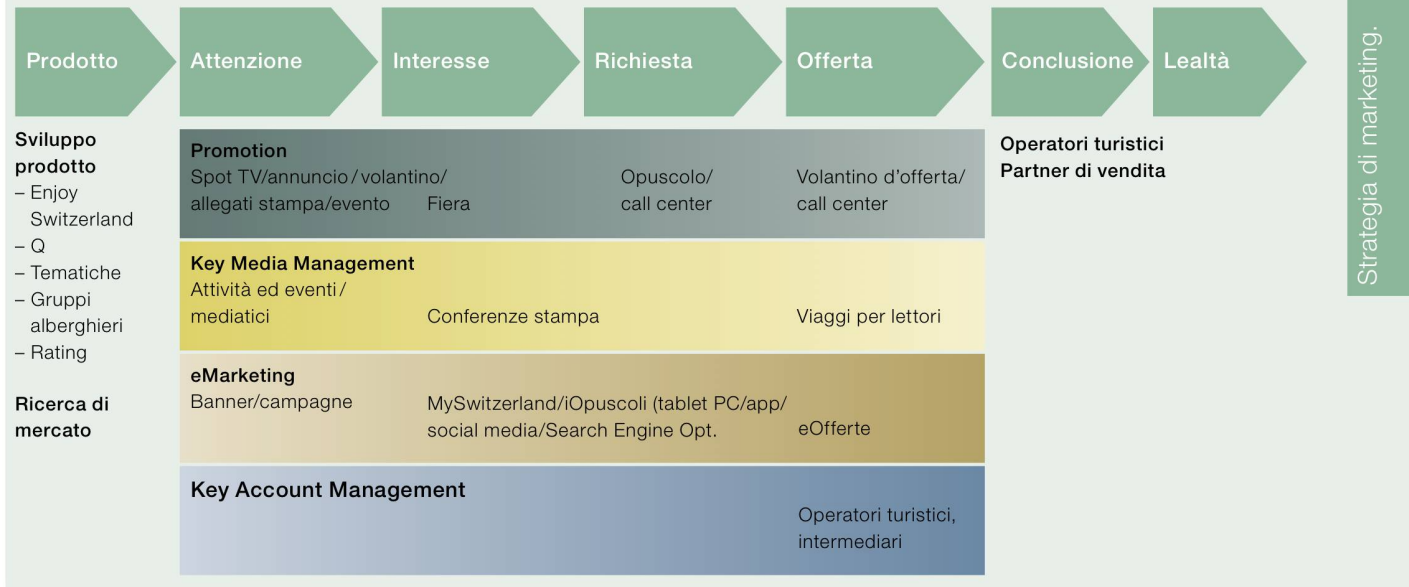 Prodotto
Attenzione
Interesse
Richiesta
Offerta
Conclusione
Lealtà
Strategia di marketing.
Sviluppo
prodotto
– Enjoy
Switzerland
– Q
– Tematiche
– Gruppi
alberghieri
– Rating
Ricerca di
mercato
Promotion
Spot TV/annuncio/volantino/
allegati stampa/evento
Fiera
Opuscolo/
call center
Volantino d'offerta/
call center
Key Media Management
Attività ed eventi/
mediatici
Conferenze stampa
Viaggi per lettori
eMarketing
Banner/campagne
MySwitzerland/iOpuscoli (tablet PC/app/
social media/Search Engine Opt.
eOfferte
Key Account Management
Operatori turistici,
intermediari
Operatori turistici
Partner di vendita